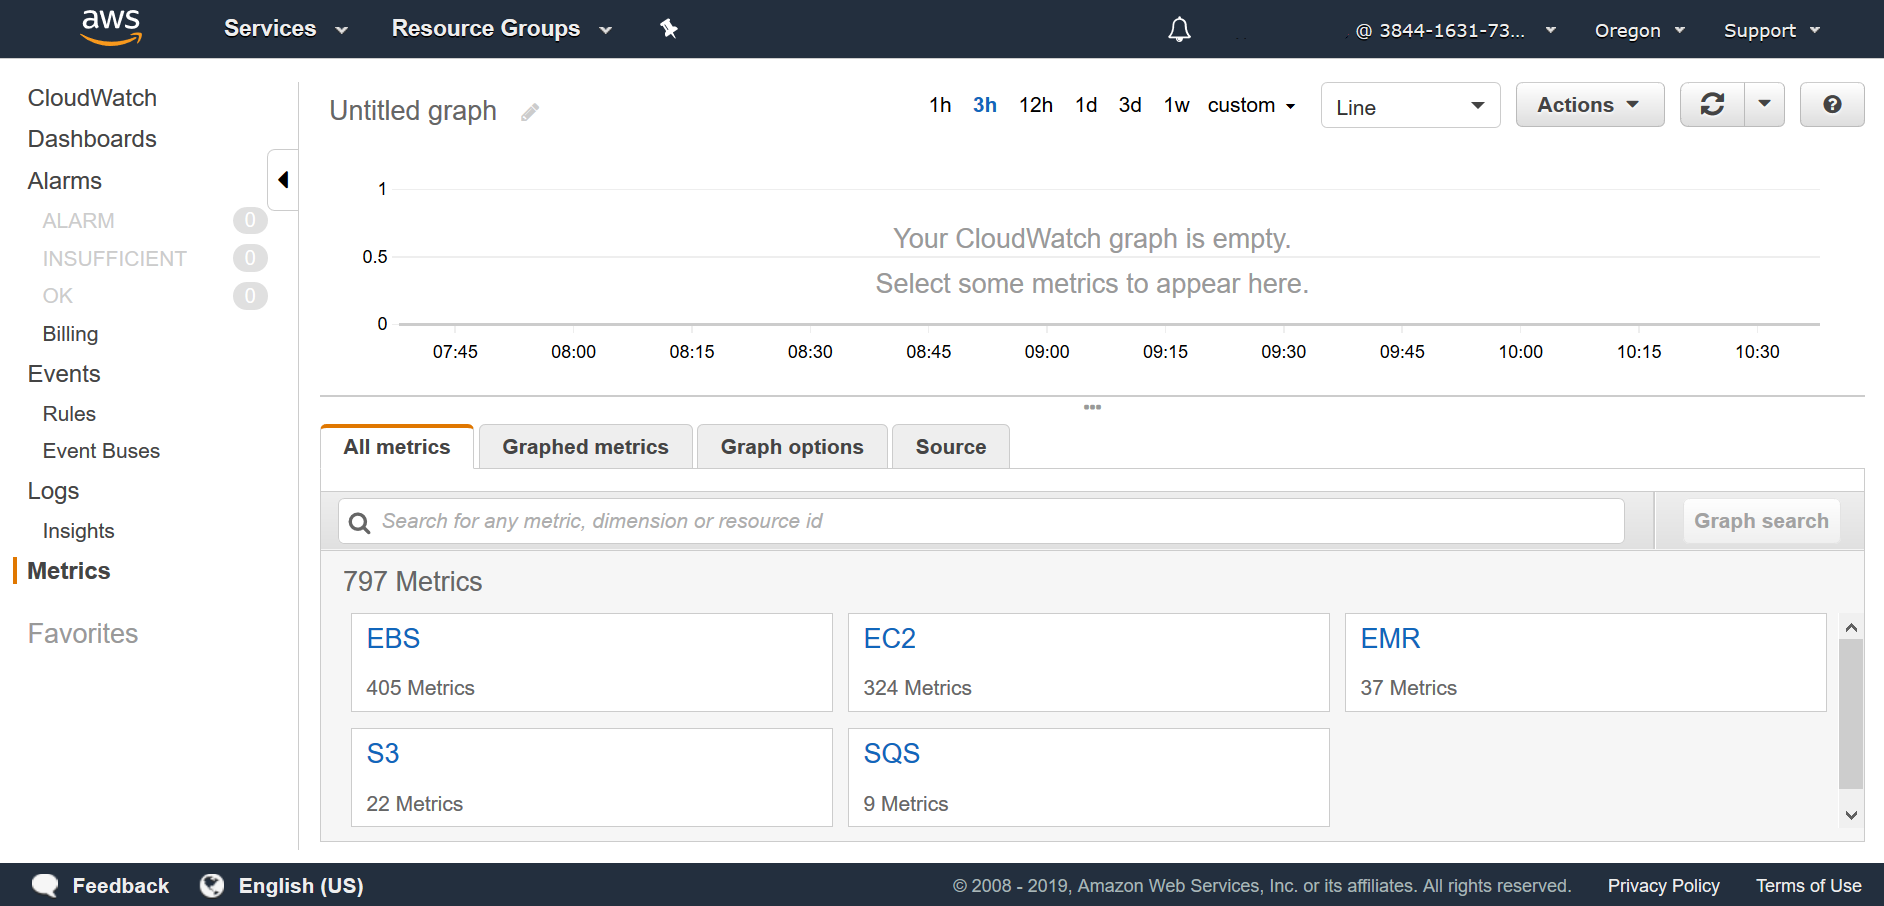 aws Services Resource Groups @ 3844-1631-73... Oregon Support
CloudWatch
Dashboards
Alarms
ALARM 0
INSUFFICIENT 0
OK 0
Billing
Events
Rules
Event Buses
Logs
Insights
Metrics
Favorites
Untitled graph 1h 3h 12h 1d 3d 1w custom Line Actions ?
1
0.5
0
Your CloudWatch graph is empty.
Select some metrics to appear here.
07:45 08:00 08:15 08:30 08:45 09:00 09:15 09:30 09:45 10:00 10:15 10:30
All metrics Graphed metrics Graph options Source
Search for any metric, dimension or resource id Graph search
797 Metrics
EBS
405 Metrics
EC2
324 Metrics
EMR
37 Metrics
S3
22 Metrics
SQS
9 Metrics
Feedback English (US) © 2008 - 2019, Amazon Web Services, Inc. or its affiliates. All rights reserved. Privacy Policy Terms of Use